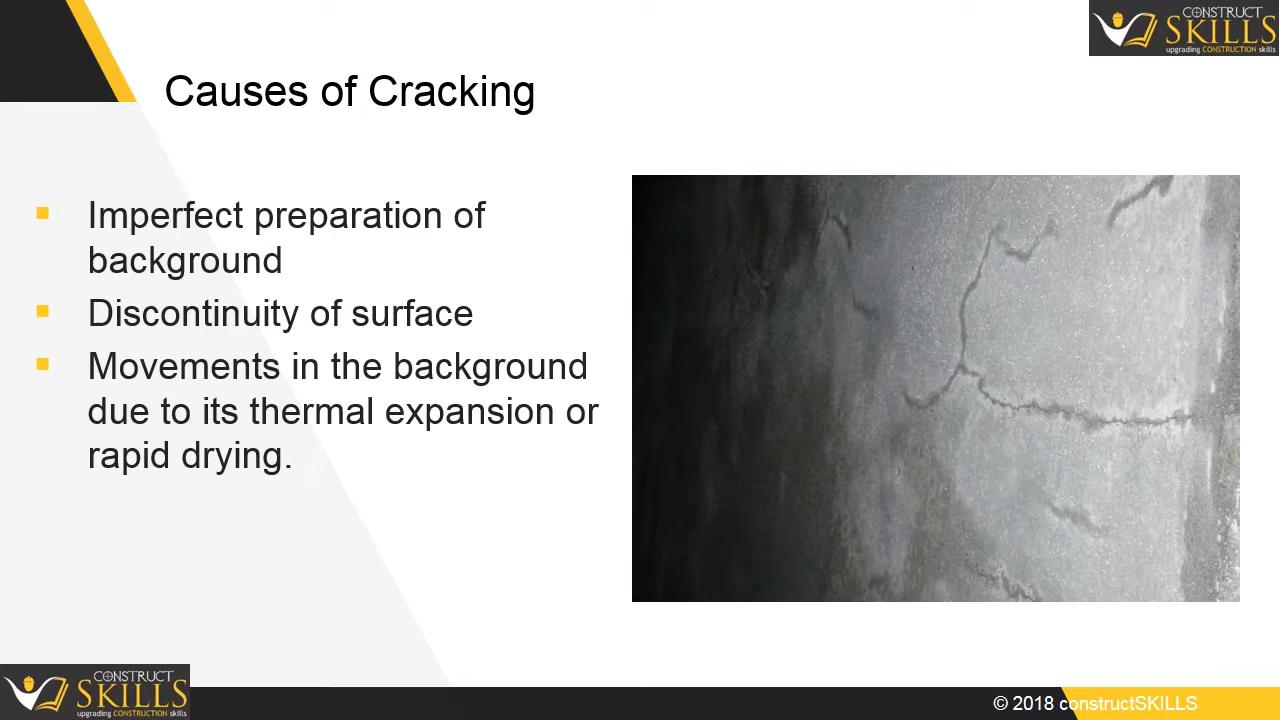 CONSTRUCT
SKILLS
upgrading CONSTRUCTION skills
Causes of Cracking
Imperfect preparation of
background
Discontinuity of surface
Movements in the background
due to its thermal expansion or
rapid drying.
CONSTRUCT
SKILLS
upgrading CONSTRUCTION skills
© 2018 constructSKILLS